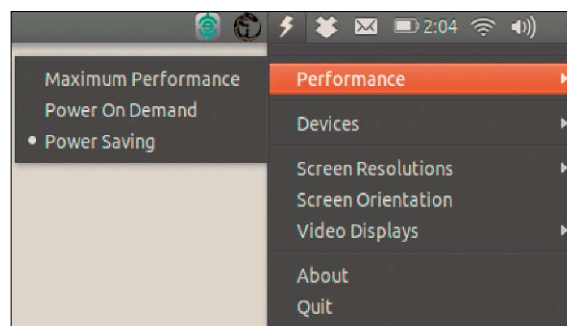 2:04
Maximum Performance
Power On Demand
Power Saving
Performance
Devices
Screen Resolutions
Screen Orientation
Video Displays
About
Quit